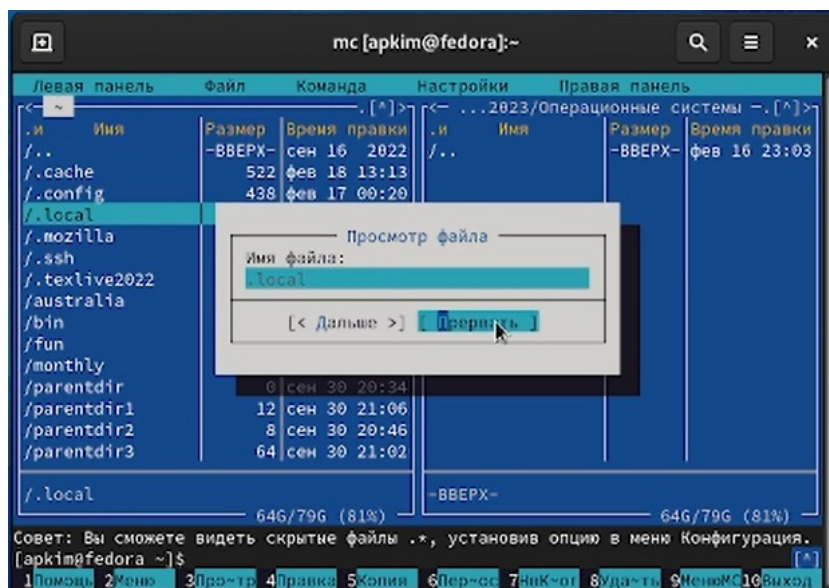 mc [apkim@fedora]:~
Левая панель Файл Команда Настройки Правая панель
<- ~ .[^]> <- ...2023/Операционные системы -.[^]>
.и Имя Размер Время правки .и Имя Размер Время правки
/.. -ВВЕРХ- сен 16 2022 /.. -ВВЕРХ- фев 16 23:03
/.cache 522 фев 18 13:13
/.config 438 фев 17 00:20
/.local
/.mozilla
/.ssh
/.texlive2022
/australia
/bin
/fun
/monthly
/parentdir 0 сен 30 20:34
/parentdir1 12 сен 30 21:06
/parentdir2 8 сен 30 20:46
/parentdir3 64 сен 30 21:02
Просмотр файла
Имя файла:
.local
[< Дальше >] [ Прервать ]
/.local -ВВЕРХ-
64G/79G (81%) 64G/79G (81%)
Совет: Вы сможете видеть скрытые файлы .*, установив опцию в меню Конфигурация.
[apkim@fedora ~]$ [^]
1Помощь 2Меню 3Про~тр 4Правка 5Копия 6Пер~ос 7НвК~ог 8Уда~ть 9МенюMC 10Выход